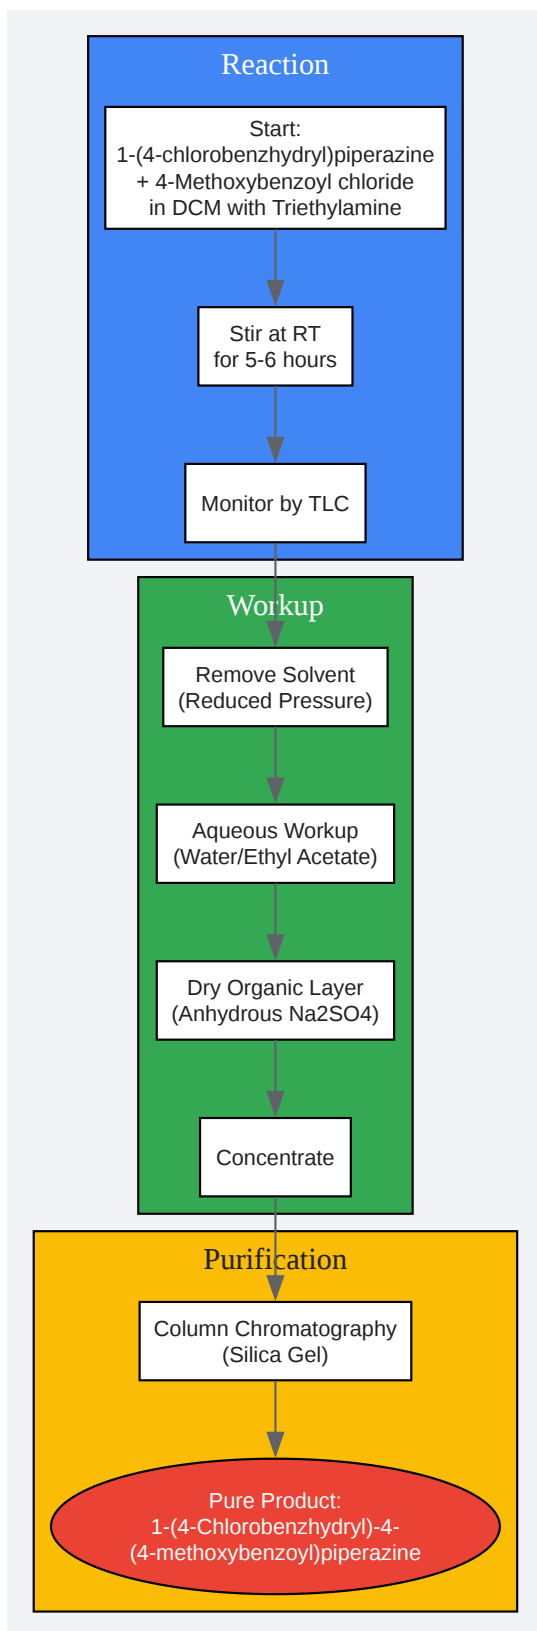 Reaction
Start:
1-(4-chlorobenzhydryl)piperazine
+ 4-Methoxybenzoyl chloride
in DCM with Triethylamine
Stir at RT
for 5-6 hours
Monitor by TLC
Workup
Remove Solvent
(Reduced Pressure)
Aqueous Workup
(Water/Ethyl Acetate)
Dry Organic Layer
(Anhydrous Na2SO4)
Concentrate
Purification
Column Chromatography
(Silica Gel)
Pure Product:
1-(4-Chlorobenzhydryl)-4-
(4-methoxybenzoyl)piperazine